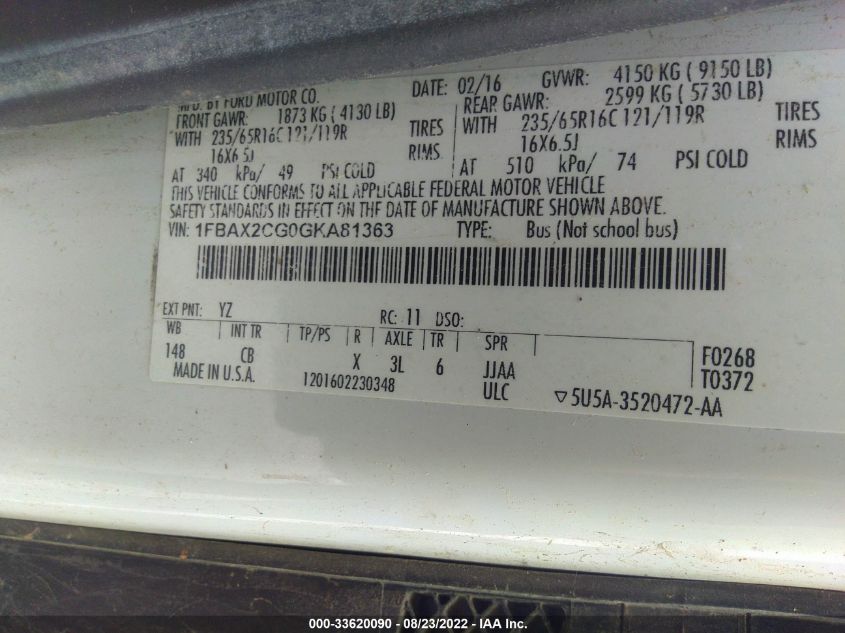 MFD. BY FORD MOTOR CO.
DATE: 02/16 GVWR: 4150 KG ( 9150 LB)
FRONT GAWR: 1873 KG ( 4130 LB)
REAR GAWR: 2599 KG ( 5730 LB)
WITH 235/65R16C 121/119R TIRES
WITH 235/65R16C 121/119R TIRES
16X6.5J RIMS
16X6.5J RIMS
AT 340 kPa/ 49 PSI COLD
AT 510 kPa/ 74 PSI COLD
THIS VEHICLE CONFORMS TO ALL APPLICABLE FEDERAL MOTOR VEHICLE
SAFETY STANDARDS IN EFFECT ON THE DATE OF MANUFACTURE SHOWN ABOVE.
VIN: 1FBAX2CG0GKA81363 TYPE: Bus (Not school bus)
EXT PNT: YZ RC: 11 DSO:
WB INT TR TP/PS R AXLE TR SPR
148 CB X 3L 6 JJAA F0268
MADE IN U.S.A. 1201602230348 ULC T0372
▽5U5A-3520472-AA
000-33620090 - 08/23/2022 - IAA Inc.